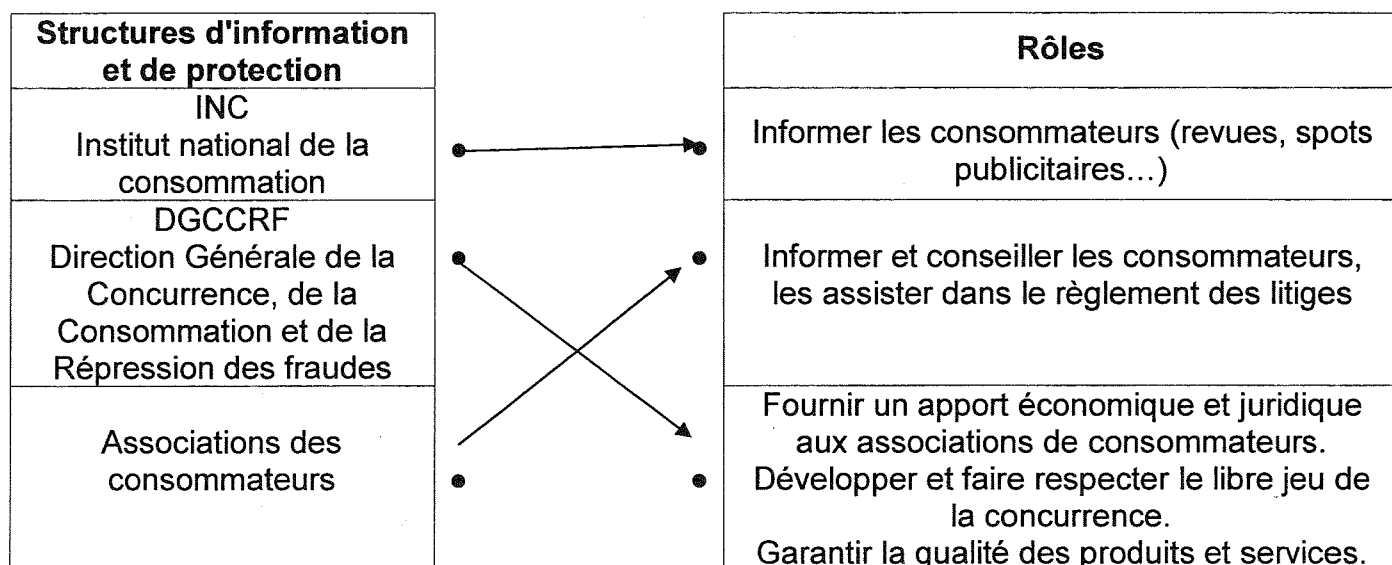 Structures d'information
et de protection
INC
Institut national de la
consommation
DGCCRF
Direction Générale de la
Concurrence, de la
Consommation et de la
Répression des fraudes
Associations des
consommateurs
Rôles
Informer les consommateurs (revues, spots
publicitaires…)
Informer et conseiller les consommateurs,
les assister dans le règlement des litiges
Fournir un apport économique et juridique
aux associations de consommateurs.
Développer et faire respecter le libre jeu de
la concurrence.
Garantir la qualité des produits et services.